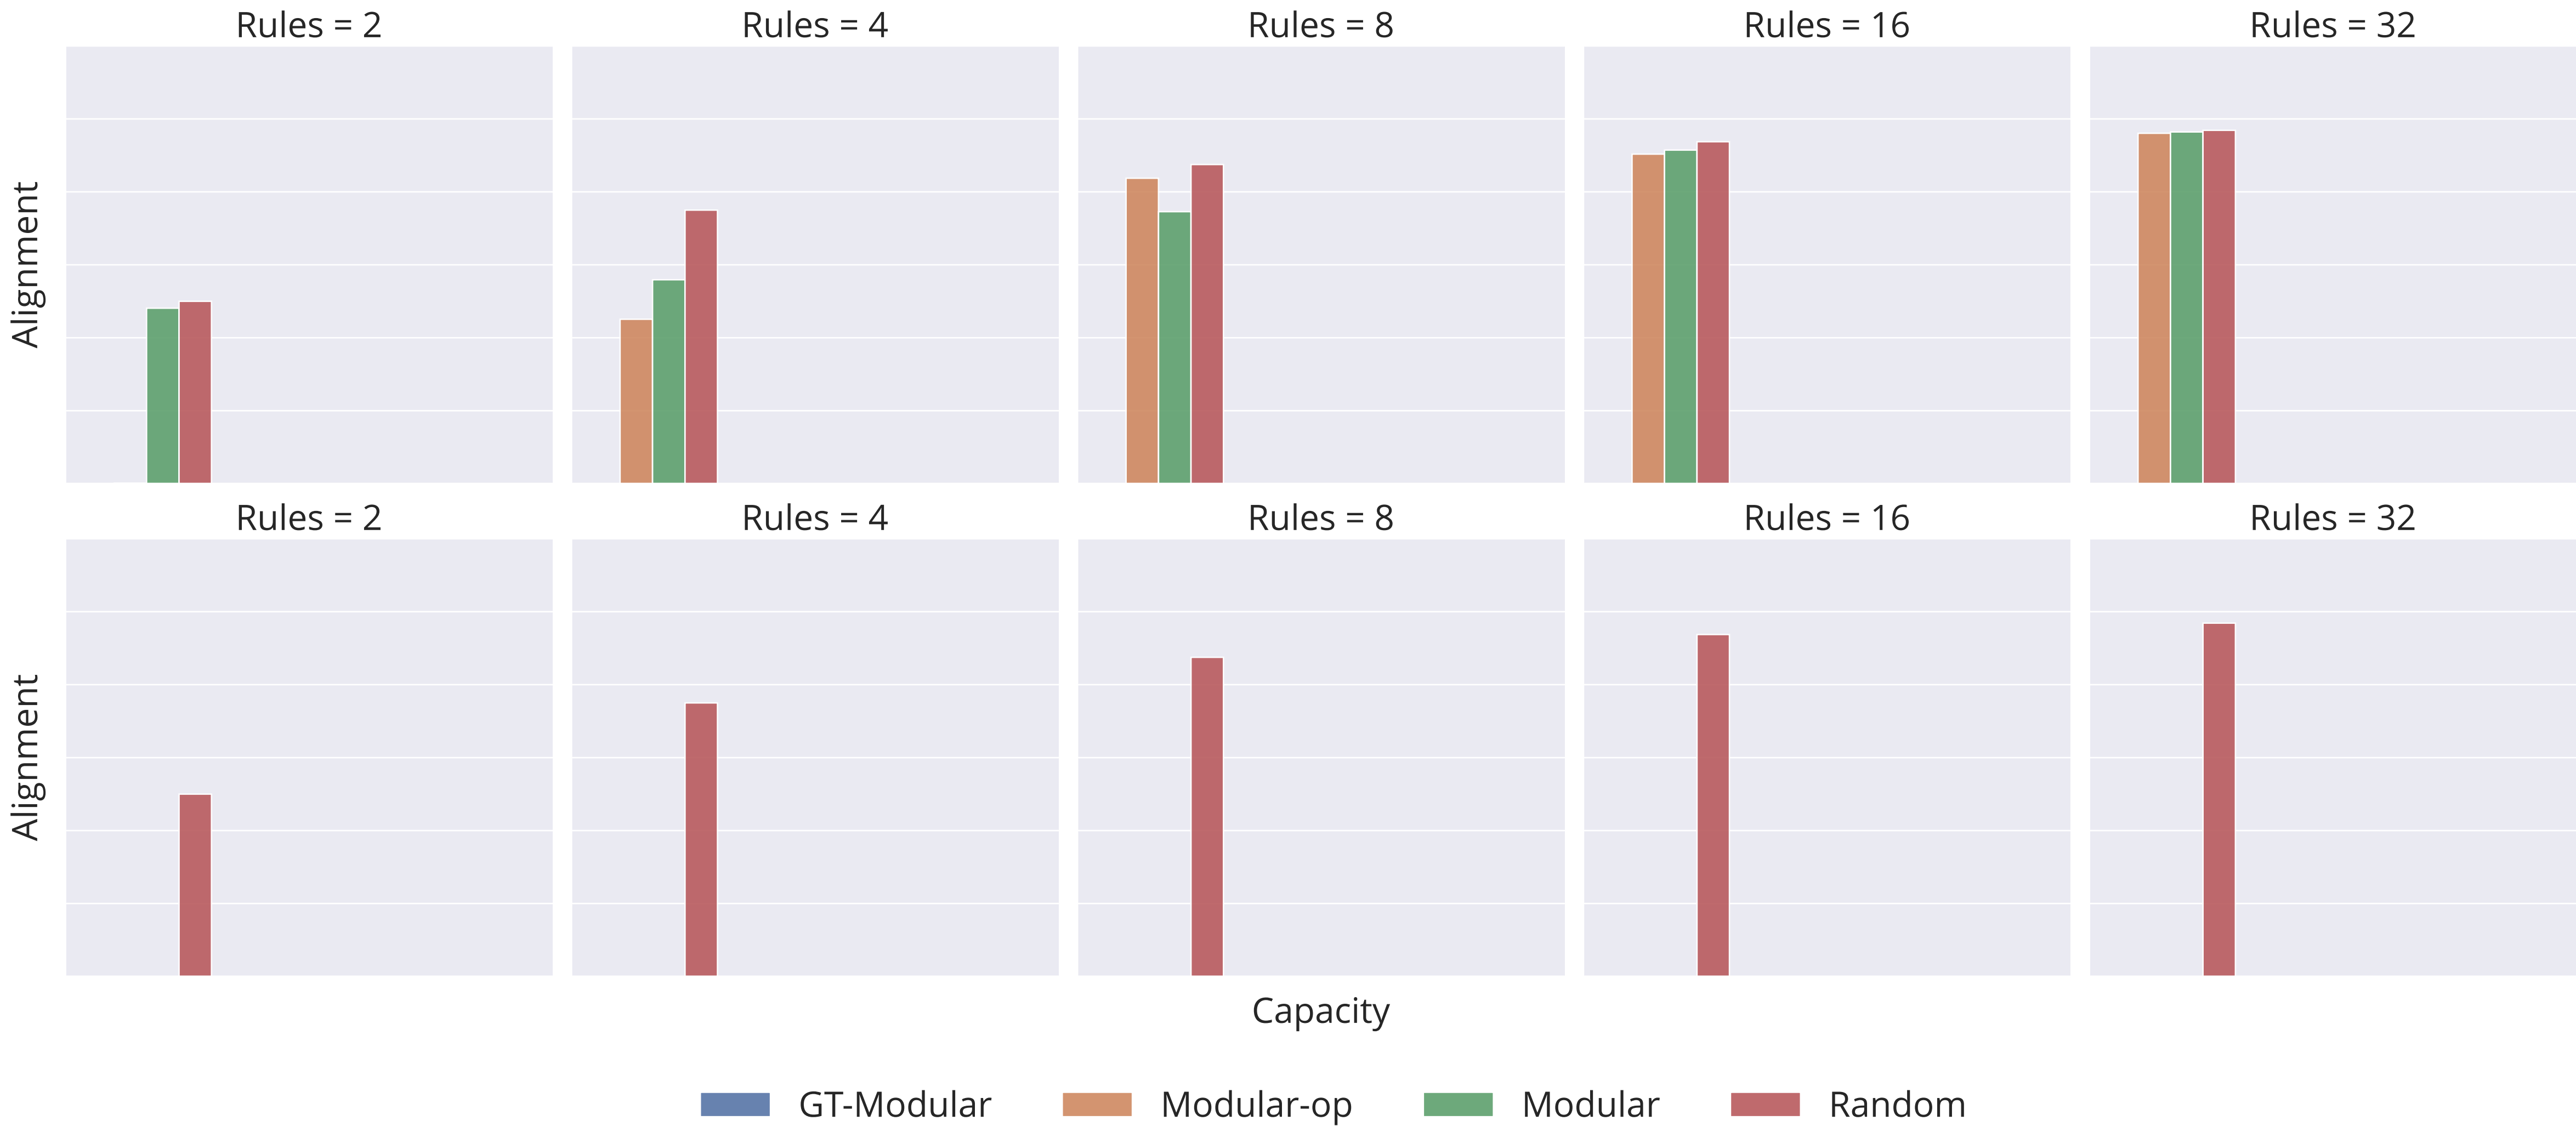 Rules = 2
Rules = 4
Rules = 8
Rules = 16
Rules = 32
Alignment
Rules = 2
Rules = 4
Rules = 8
Rules = 16
Rules = 32
Alignment
Capacity
GT-Modular
Modular-op
Modular
Random